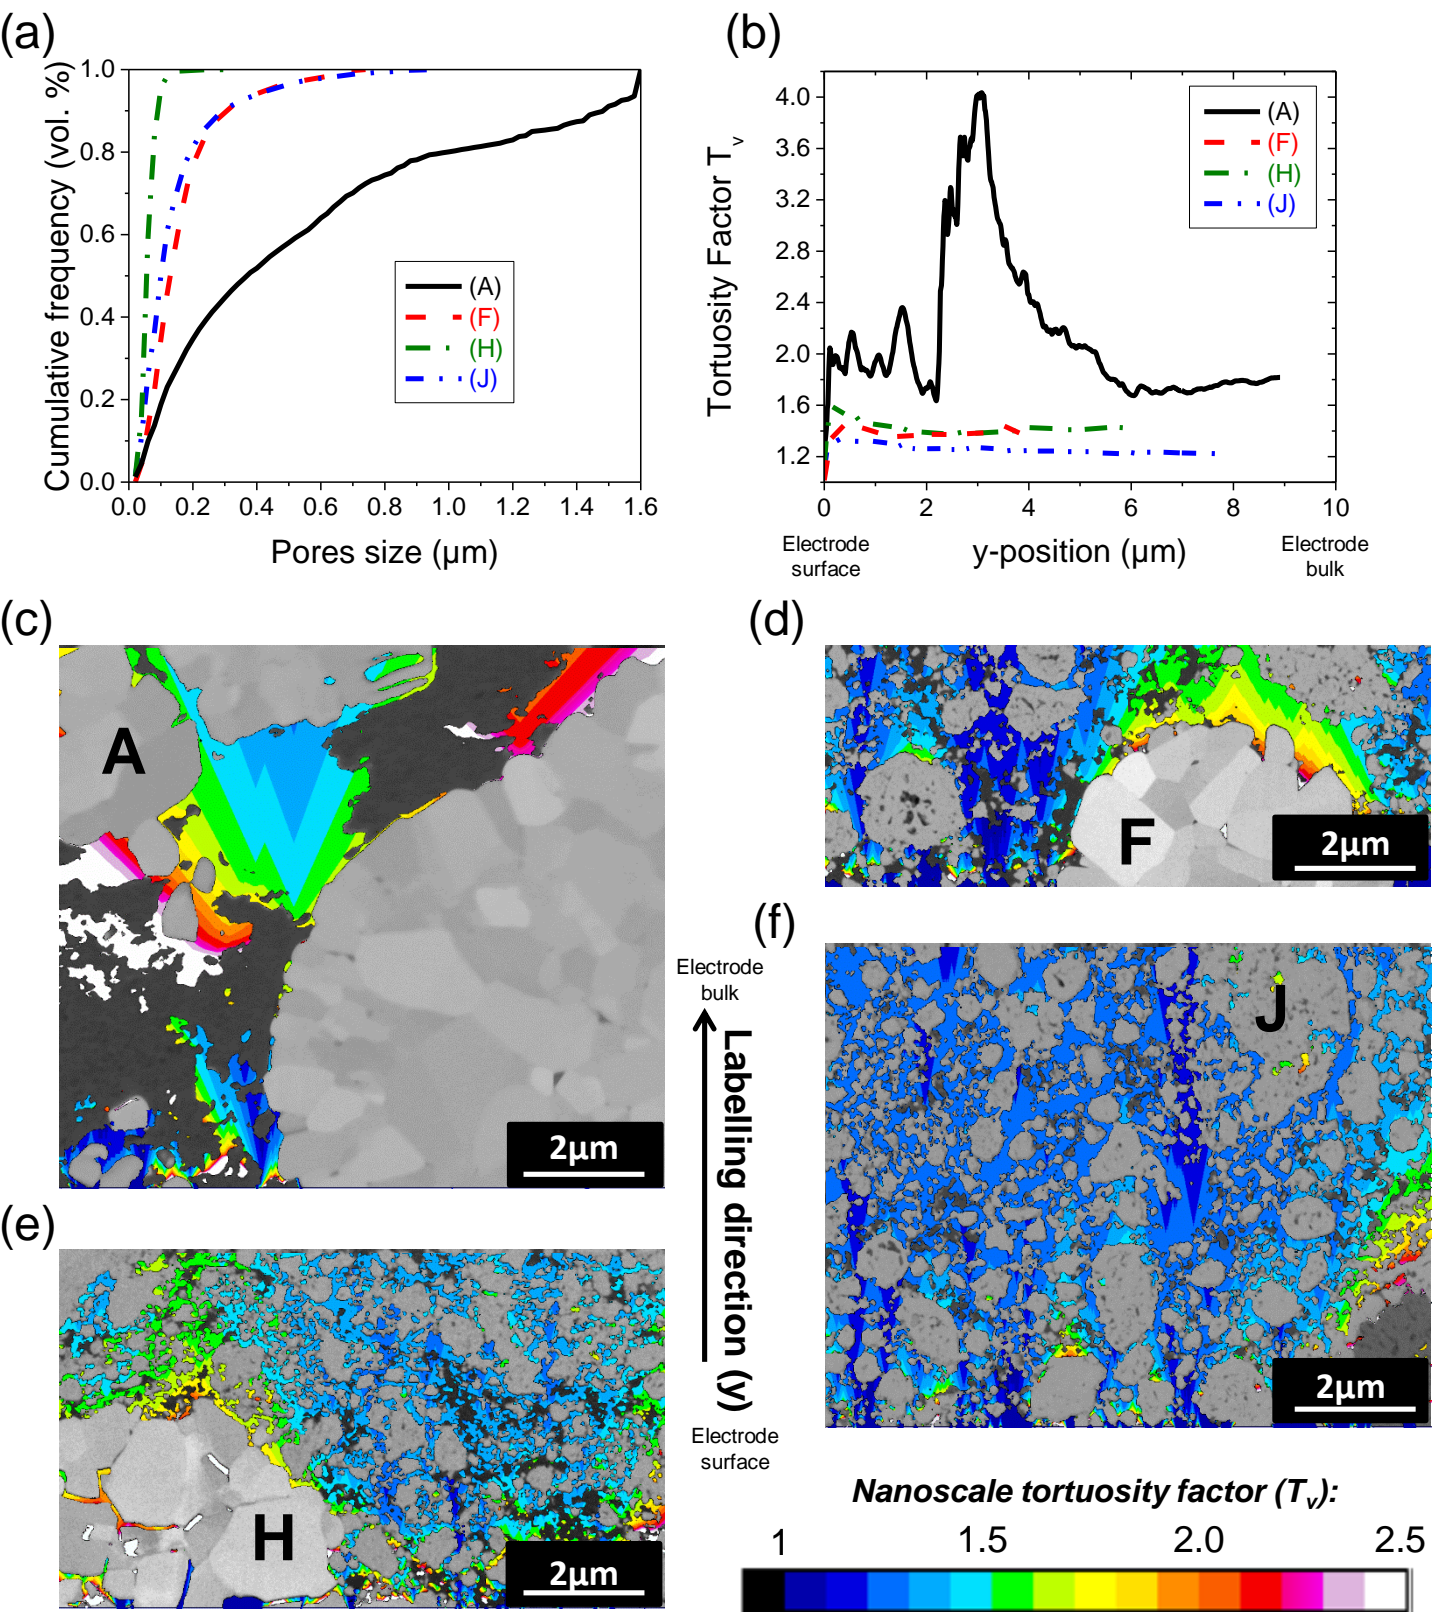 (a)
Cumulative frequency (vol. %)
1.0
0.8
0.6
0.4
0.2
0.0
0.0 0.2 0.4 0.6 0.8 1.0 1.2 1.4 1.6
Pores size (µm)
(A)
(F)
(H)
(J)
(b)
Tortuosity Factor Tv
4.0
3.6
3.2
2.8
2.4
2.0
1.6
1.2
0 2 4 6 8 10
Electrode
surface
y-position (µm)
Electrode
bulk
(A)
(F)
(H)
(J)
(c)
A
2µm
(d)
F
2µm
(e)
H
2µm
(f)
J
2µm
Electrode
bulk
Labelling direction (y)
Electrode
surface
Nanoscale tortuosity factor (Tv):
1 1.5 2.0 2.5